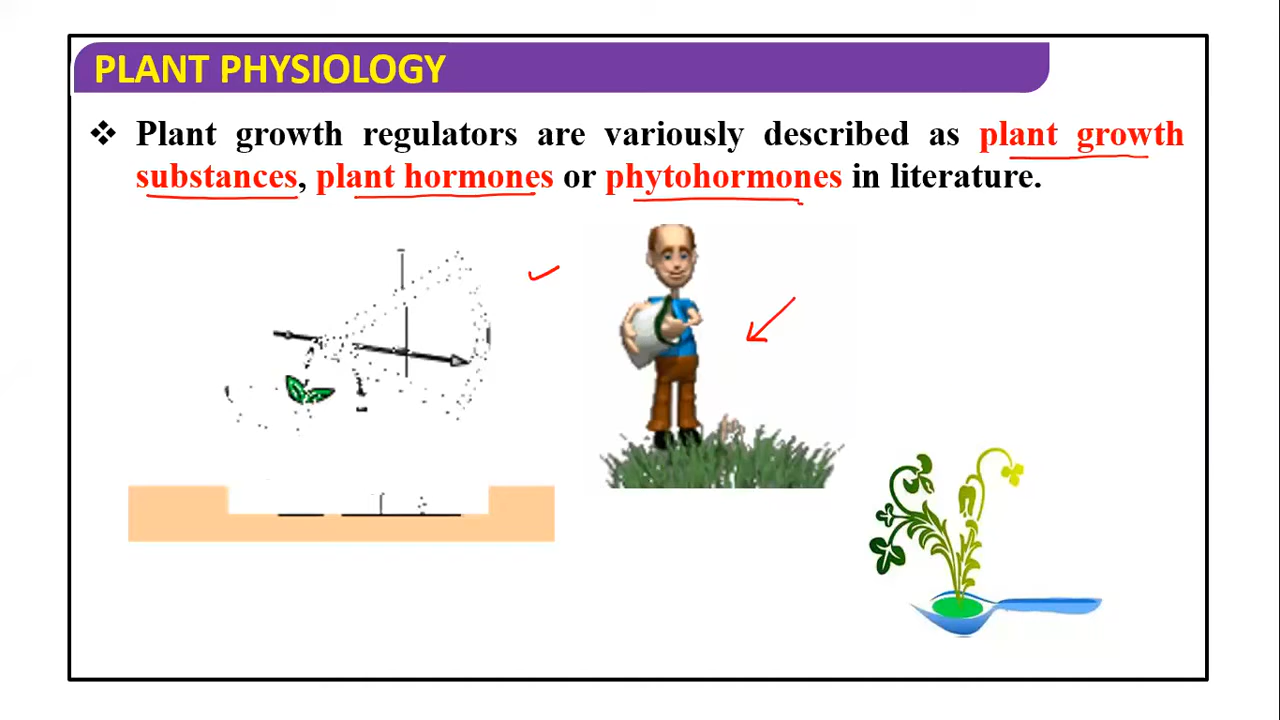 PLANT PHYSIOLOGY
❖ Plant growth regulators are variously described as plant growth
substances, plant hormones or phytohormones in literature.